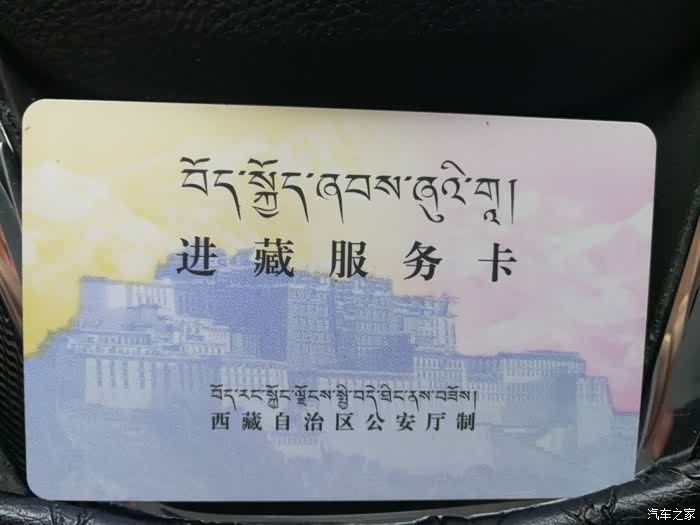 བོད་སྐྱོད་ཞབས་ཞུའི་ཀཱ།
进藏服务卡
བོད་རང་སྐྱོང་ལྗོངས་སྤྱི་བདེ་ཐིང་ནས་བཟོས།
西藏自治区公安厅制
汽车之家